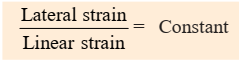 Lateral strain
Linear strain
= Constant